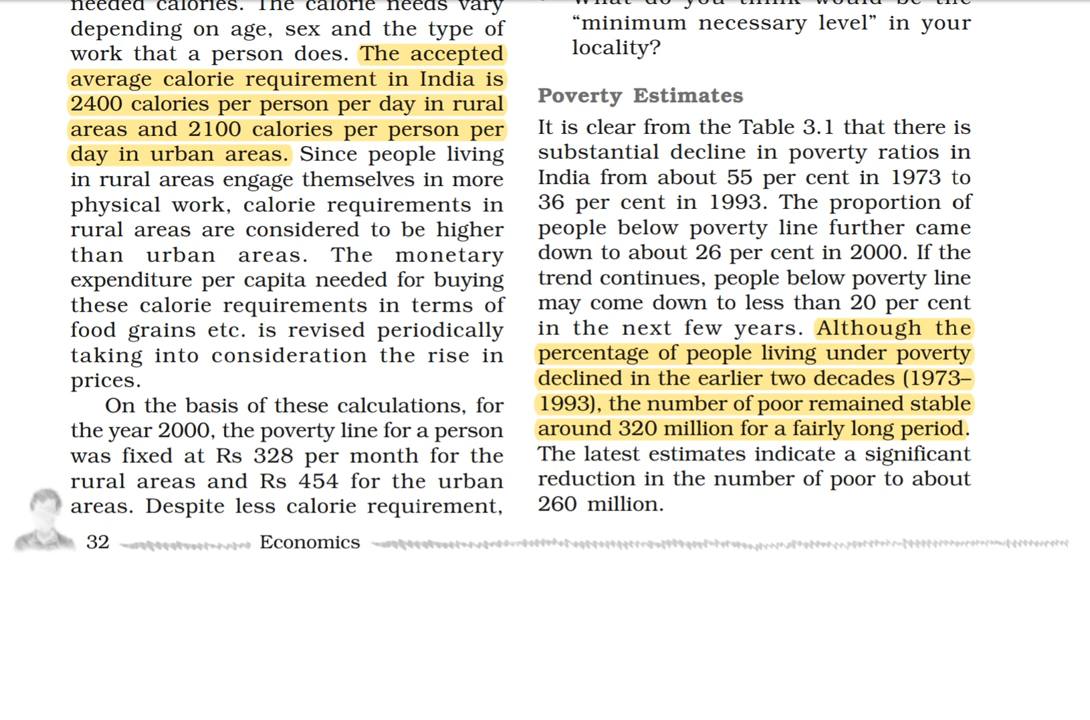 needed calories. The calorie needs vary
depending on age, sex and the type of
work that a person does. The accepted
average calorie requirement in India is
2400 calories per person per day in rural
areas and 2100 calories per person per
day in urban areas. Since people living
in rural areas engage themselves in more
physical work, calorie requirements in
rural areas are considered to be higher
than urban areas. The monetary
expenditure per capita needed for buying
these calorie requirements in terms of
food grains etc. is revised periodically
taking into consideration the rise in
prices.
On the basis of these calculations, for
the year 2000, the poverty line for a person
was fixed at Rs 328 per month for the
rural areas and Rs 454 for the urban
areas. Despite less calorie requirement,
What do you think would be the
“minimum necessary level” in your
locality?
Poverty Estimates
It is clear from the Table 3.1 that there is
substantial decline in poverty ratios in
India from about 55 per cent in 1973 to
36 per cent in 1993. The proportion of
people below poverty line further came
down to about 26 per cent in 2000. If the
trend continues, people below poverty line
may come down to less than 20 per cent
in the next few years. Although the
percentage of people living under poverty
declined in the earlier two decades (1973–
1993), the number of poor remained stable
around 320 million for a fairly long period.
The latest estimates indicate a significant
reduction in the number of poor to about
260 million.
32 Economics